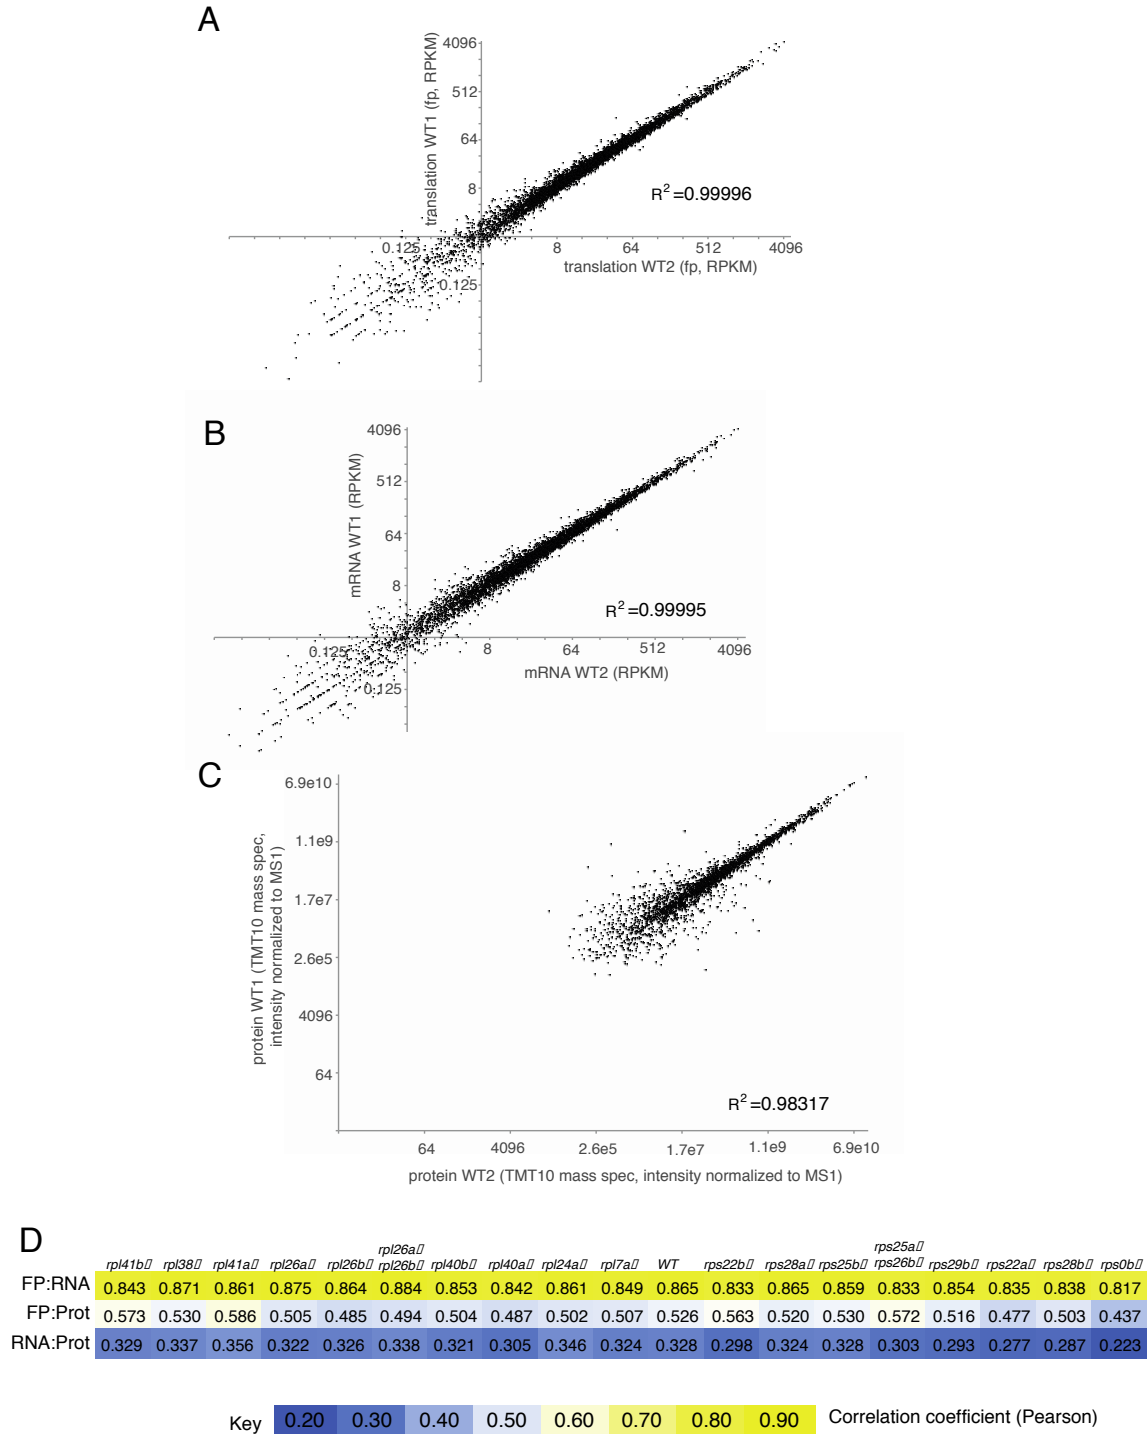 A
4096
512
64
8
translation WT1 (fp, RPKM)
R²=0.99996
0.125
8
64
512
4096
translation WT2 (fp, RPKM)
0.125
B
4096
512
64
8
mRNA WT1 (RPKM)
R²=0.99995
0.125
8
64
512
4096
mRNA WT2 (RPKM)
0.125
C
6.9e10
1.1e9
1.7e7
2.6e5
4096
64
protein WT1 (TMT10 mass spec,
intensity normalized to MS1)
R²=0.98317
64
4096
2.6e5
1.7e7
1.1e9
6.9e10
protein WT2 (TMT10 mass spec, intensity normalized to MS1)
D
rpl26a▯ rps25a▯
rpl41b▯ rpl38▯ rpl41a▯ rpl26a▯ rpl26b▯ rpl26b▯ rpl40b▯ rpl40a▯ rpl24a▯ rpl7a▯ WT rps22b▯ rps28a▯ rps25b▯ rps26b▯ rps29b▯ rps22a▯ rps28b▯ rps0b▯
FP:RNA 0.843 0.871 0.861 0.875 0.864 0.884 0.853 0.842 0.861 0.849 0.865 0.833 0.865 0.859 0.833 0.854 0.835 0.838 0.817
FP:Prot 0.573 0.530 0.586 0.505 0.485 0.494 0.504 0.487 0.502 0.507 0.526 0.563 0.520 0.530 0.572 0.516 0.477 0.503 0.437
RNA:Prot 0.329 0.337 0.356 0.322 0.326 0.338 0.321 0.305 0.346 0.324 0.328 0.298 0.324 0.328 0.303 0.293 0.277 0.287 0.223
Key 0.20 0.30 0.40 0.50 0.60 0.70 0.80 0.90 Correlation coefficient (Pearson)